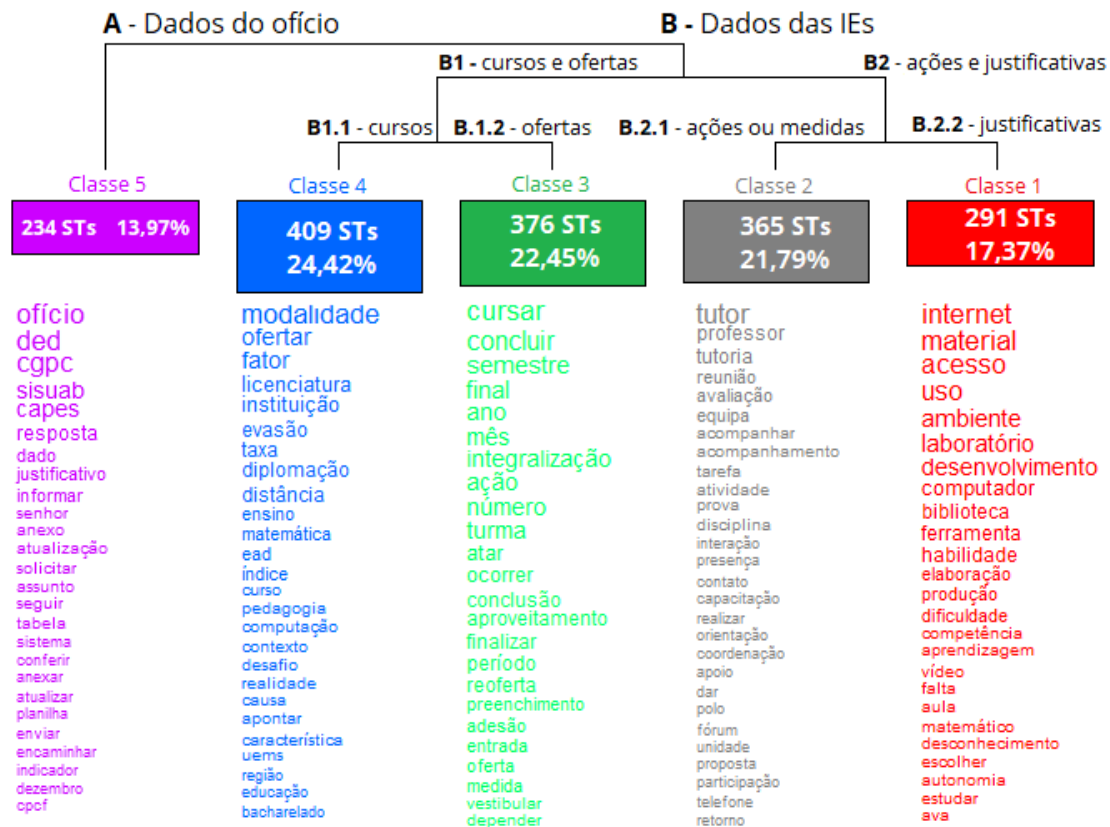 A - Dados do ofício
B - Dados das IEs
B1 - cursos e ofertas
B2 - ações e justificativas
B1.1 - cursos
B.1.2 - ofertas
B.2.1 - ações ou medidas
B.2.2 - justificativas
Classe 5
234 STs 13,97%
ofício
ded
cgpc
sisuab
capes
resposta
dado
justificativo
informar
senhor
anexo
atualização
solicitar
assunto
seguir
tabela
sistema
conferir
anexar
atualizar
planilha
enviar
encaminhar
indicador
dezembro
cpcf
Classe 4
409 STs
24,42%
modalidade
ofertar
fator
licenciatura
instituição
evasão
taxa
diplomação
distância
ensino
matemática
ead
índice
curso
pedagogia
computação
contexto
desafio
realidade
causa
apontar
característica
uems
região
educação
bacharelado
Classe 3
376 STs
22,45%
cursar
concluir
semestre
final
ano
mês
integralização
ação
número
turma
atar
ocorrer
conclusão
aproveitamento
finalizar
período
reoferta
preenchimento
adesão
entrada
oferta
medida
vestibular
depender
Classe 2
365 STs
21,79%
tutor
professor
tutoria
reunião
avaliação
equipa
acompanhar
acompanhamento
tarefa
atividade
prova
disciplina
interação
presença
contato
capacitação
realizar
orientação
coordenação
apoio
dar
polo
fórum
unidade
proposta
participação
telefone
retorno
Classe 1
291 STs
17,37%
internet
material
acesso
uso
ambiente
laboratório
desenvolvimento
computador
biblioteca
ferramenta
habilidade
elaboração
produção
dificuldade
competência
aprendizagem
vídeo
falta
aula
matemático
desconhecimento
escolher
autonomia
estudar
ava